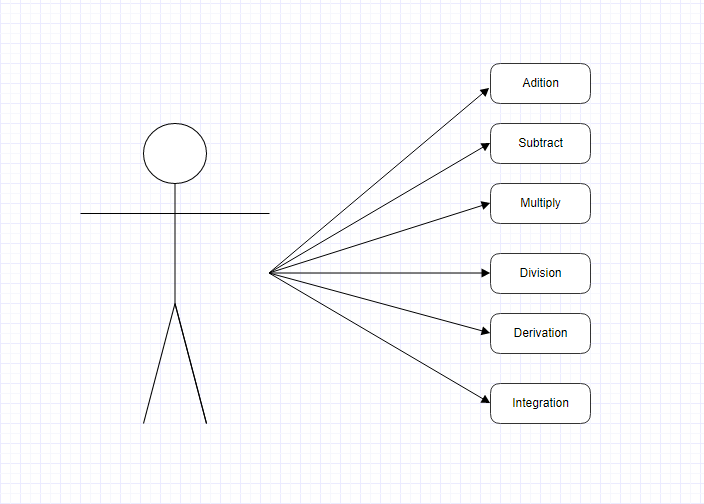 Adition
Subtract
Multiply
Division
Derivation
Integration